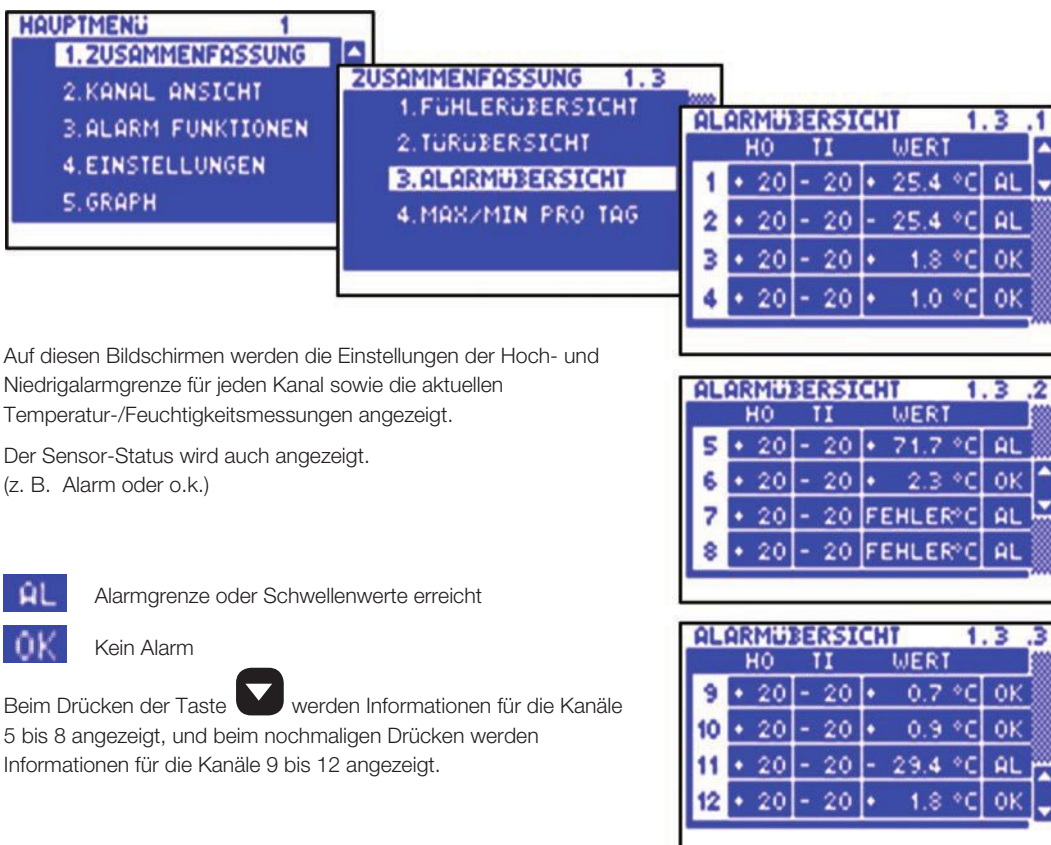 HAUPTMENÜ 1
1.ZUSAMMENFASSUNG
2.KANAL ANSICHT
3.ALARM FUNKTIONEN
4.EINSTELLUNGEN
5.GRAPH
ZUSAMMENFASSUNG 1.3
1.FÜHLERÜBERSICHT
2.TÜRÜBERSICHT
3.ALARMÜBERSICHT
4.MAX/MIN PRO TAG
ALARMÜBERSICHT 1.3 .1
HO TI WERT
1 + 20 - 20 + 25.4 °C AL
2 + 20 - 20 - 25.4 °C AL
3 + 20 - 20 + 1.8 °C OK
4 + 20 - 20 + 1.0 °C OK
Auf diesen Bildschirmen werden die Einstellungen der Hoch- und
Niedrigalarmgrenze für jeden Kanal sowie die aktuellen
Temperatur-/Feuchtigkeitsmessungen angezeigt.
Der Sensor-Status wird auch angezeigt.
(z. B. Alarm oder o.k.)
ALARMÜBERSICHT 1.3 .2
HO TI WERT
5 + 20 - 20 + 71.7 °C AL
6 + 20 - 20 + 2.3 °C OK
7 + 20 - 20 FEHLER°C AL
8 + 20 - 20 FEHLER°C AL
AL Alarmgrenze oder Schwellenwerte erreicht
OK Kein Alarm
Beim Drücken der Taste werden Informationen für die Kanäle
5 bis 8 angezeigt, und beim nochmaligen Drücken werden
Informationen für die Kanäle 9 bis 12 angezeigt.
ALARMÜBERSICHT 1.3 .3
HO TI WERT
9 + 20 - 20 + 0.7 °C OK
10 + 20 - 20 + 0.9 °C OK
11 + 20 - 20 - 29.4 °C AL
12 + 20 - 20 + 1.8 °C OK